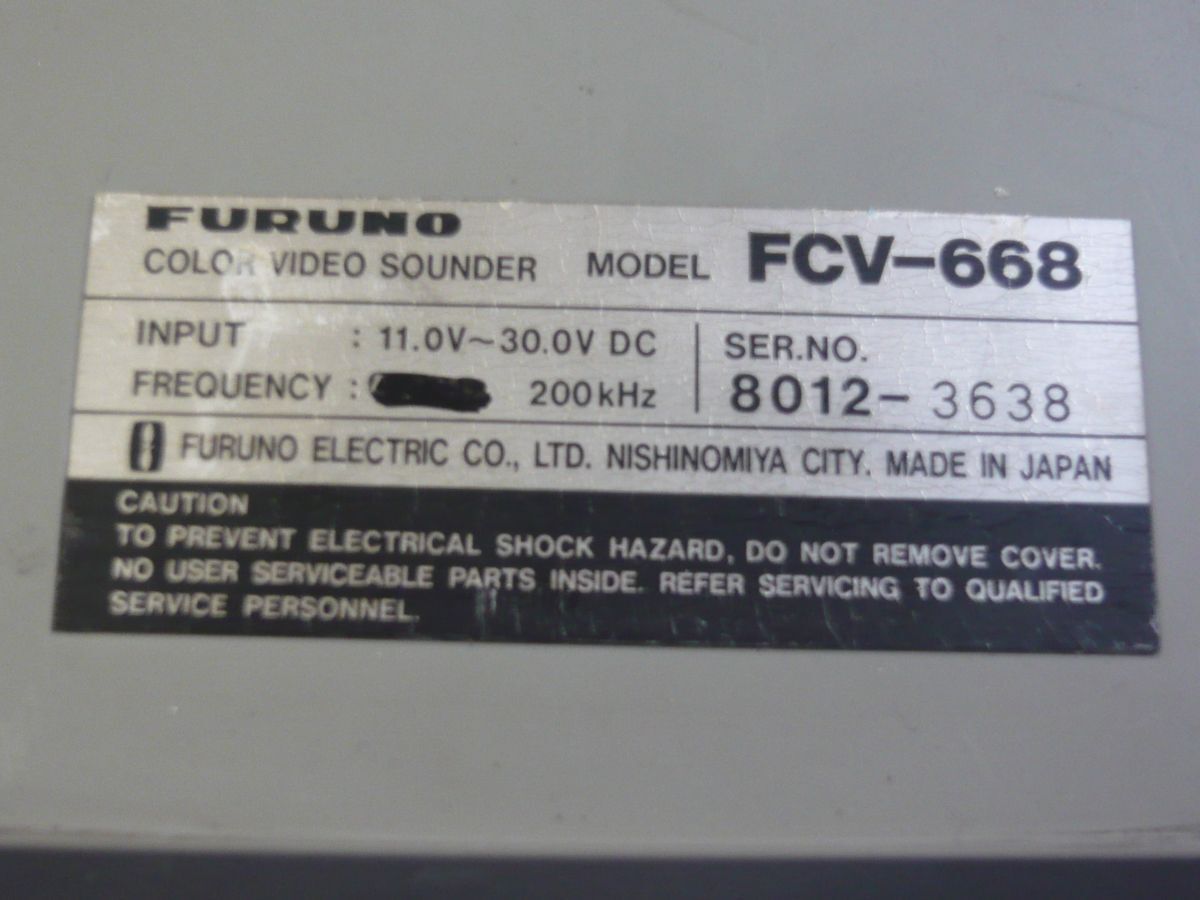 FURUNO
COLOR VIDEO SOUNDER MODEL FCV-668
INPUT : 11.0V~30.0V DC
FREQUENCY : 200kHz
SER.NO.
8012-3638
FURUNO ELECTRIC CO., LTD. NISHINOMIYA CITY. MADE IN JAPAN
CAUTION
TO PREVENT ELECTRICAL SHOCK HAZARD, DO NOT REMOVE COVER.
NO USER SERVICEABLE PARTS INSIDE. REFER SERVICING TO QUALIFIED
SERVICE PERSONNEL.